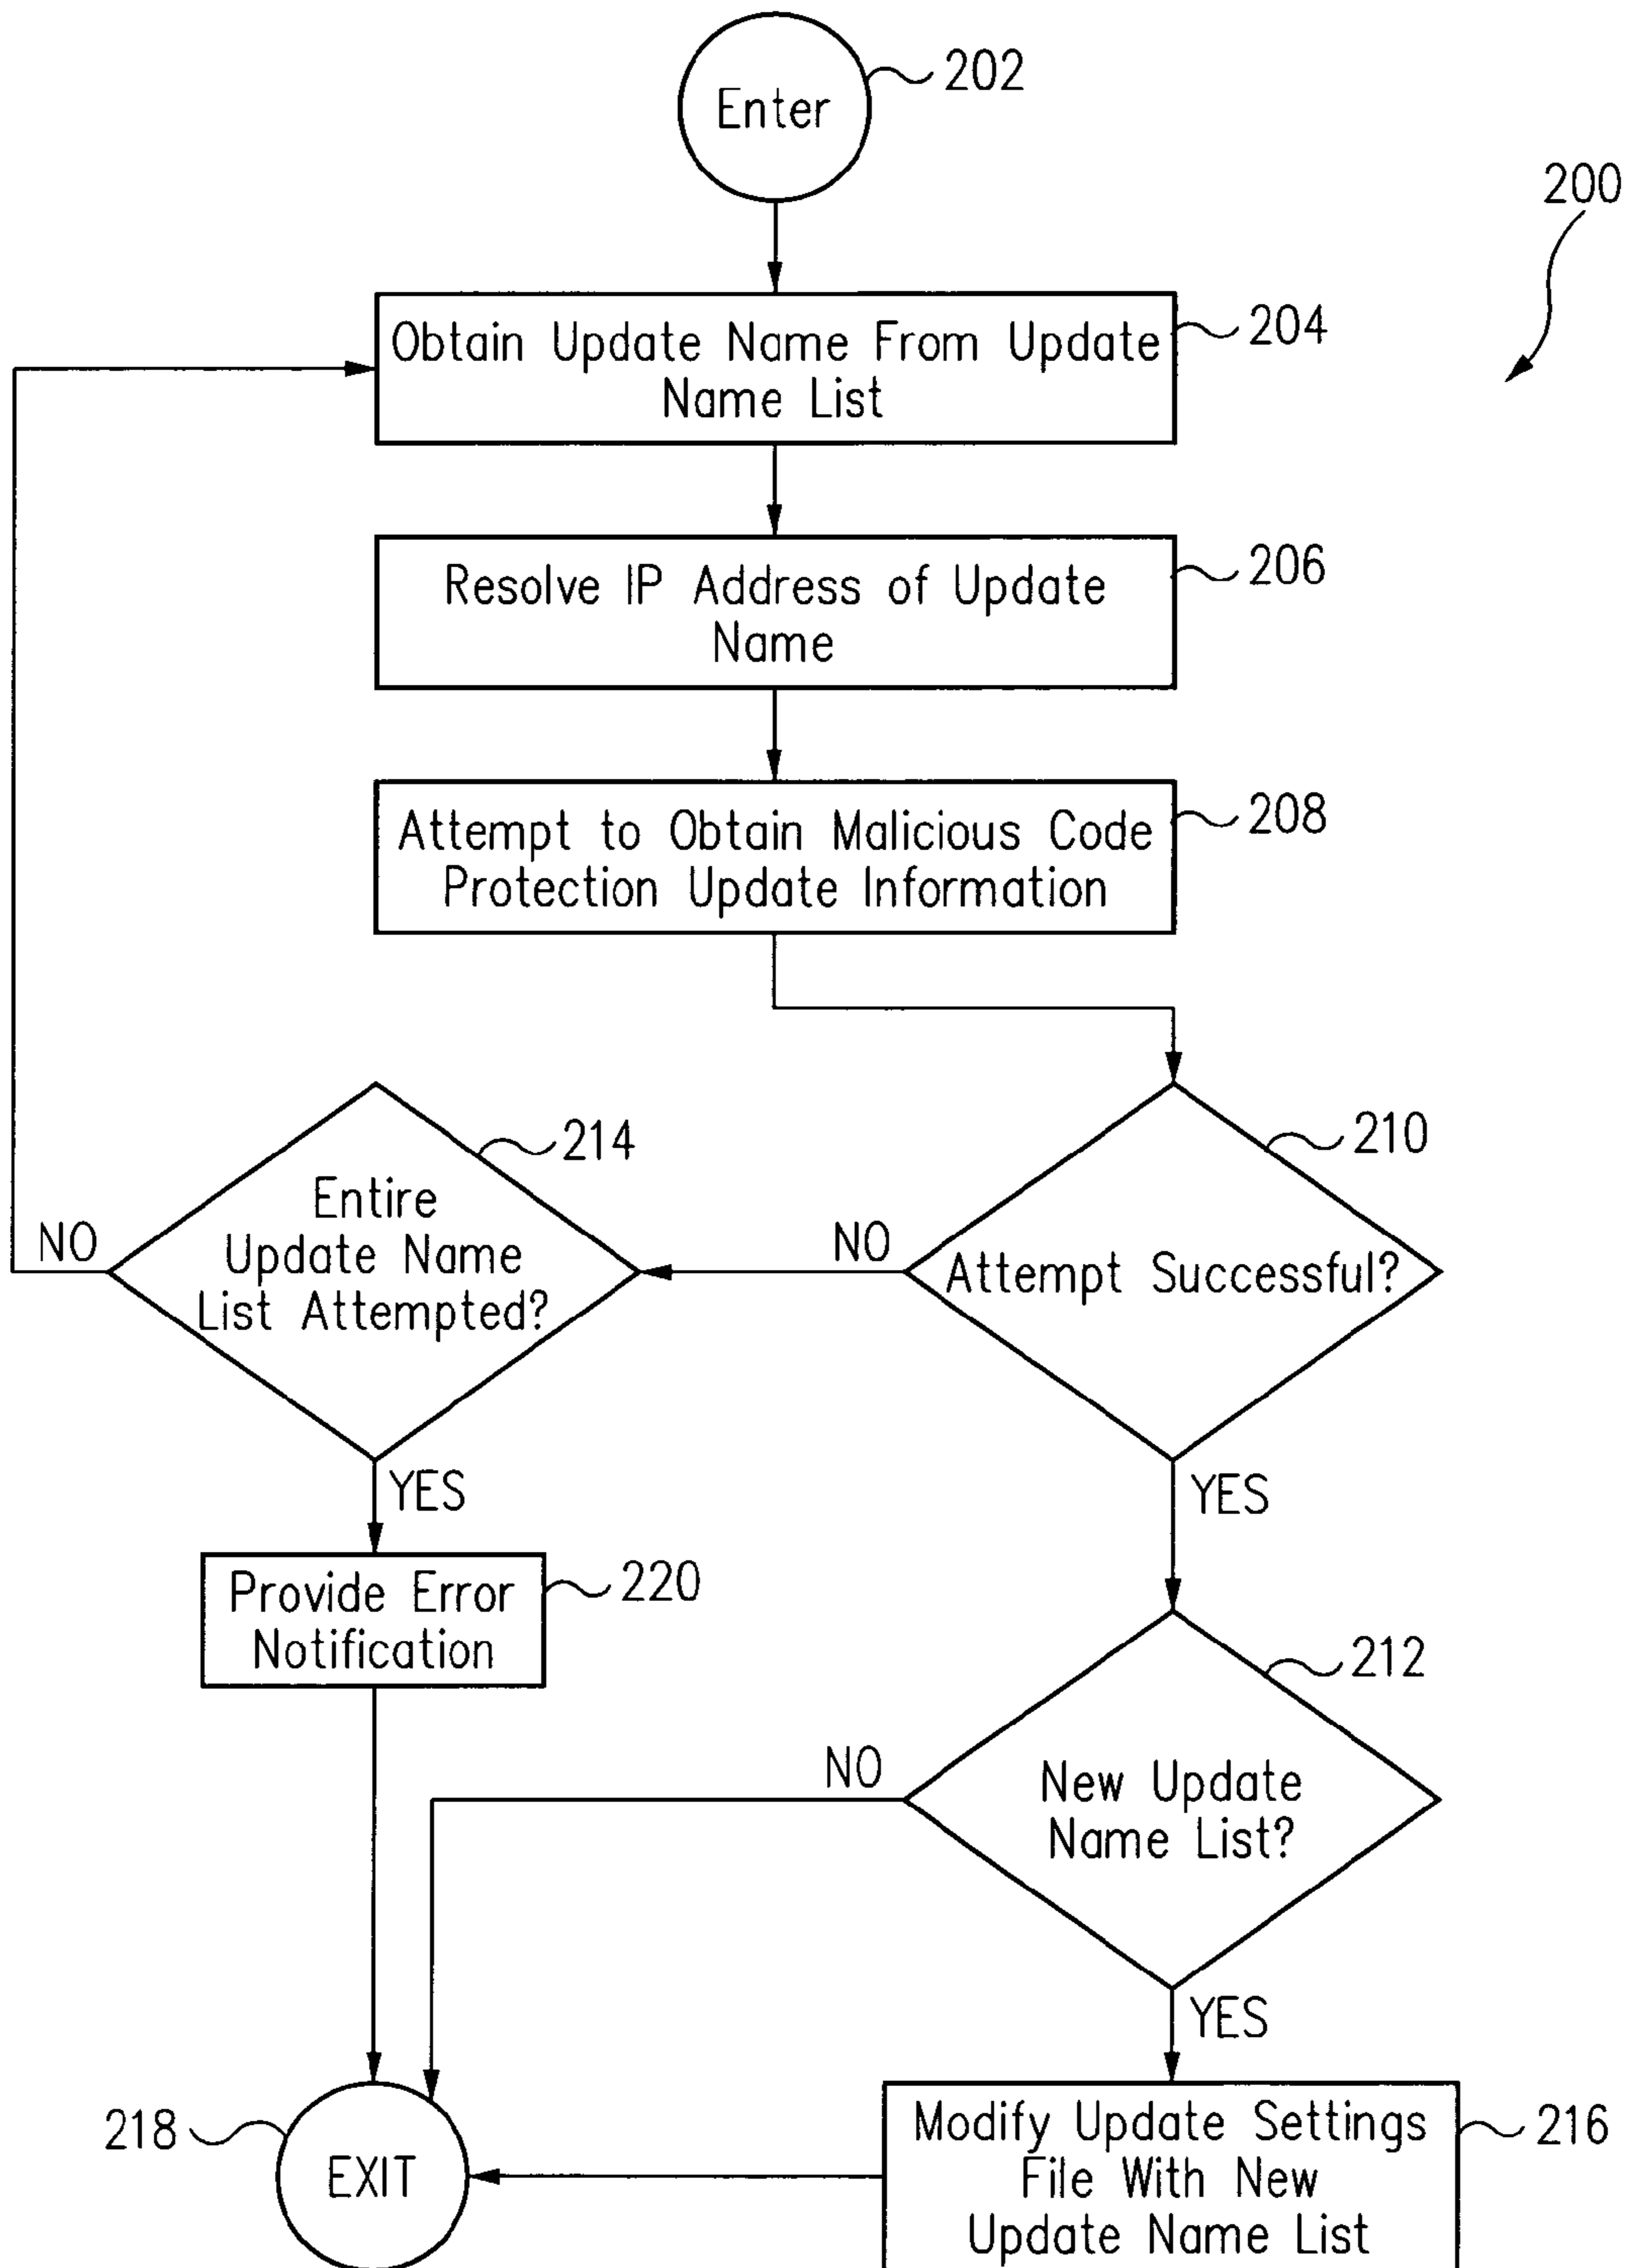 Enter
202
200
Obtain Update Name From Update
Name List
204
Resolve IP Address of Update
Name
206
Attempt to Obtain Malicious Code
Protection Update Information
208
214
210
Entire
Update Name
List Attempted?
NO
NO
Attempt Successful?
YES
YES
Provide Error
Notification
220
212
NO
New Update
Name List?
YES
218
EXIT
Modify Update Settings
File With New
Update Name List
216